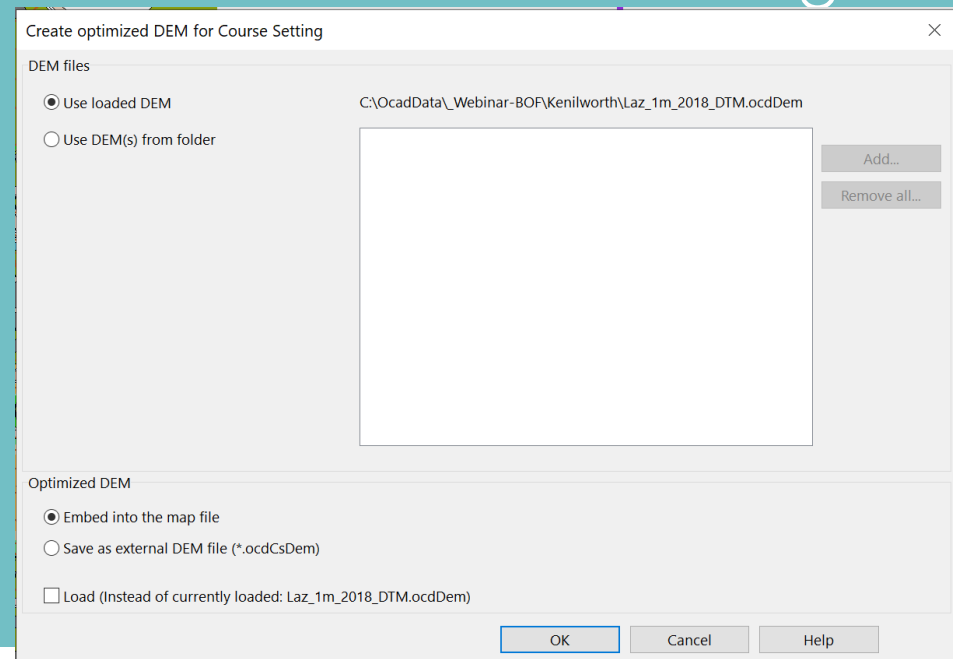 Create optimized DEM for Course Setting
DEM files
Use loaded DEM
C:\OcadData\_Webinar-BOF\Kenilworth\Laz_1m_2018_DTM.ocdDem
Use DEM(s) from folder
Add...
Remove all...
Optimized DEM
Embed into the map file
Save as external DEM file (*.ocdCsDem)
Load (Instead of currently loaded: Laz_1m_2018_DTM.ocdDem)
OK
Cancel
Help